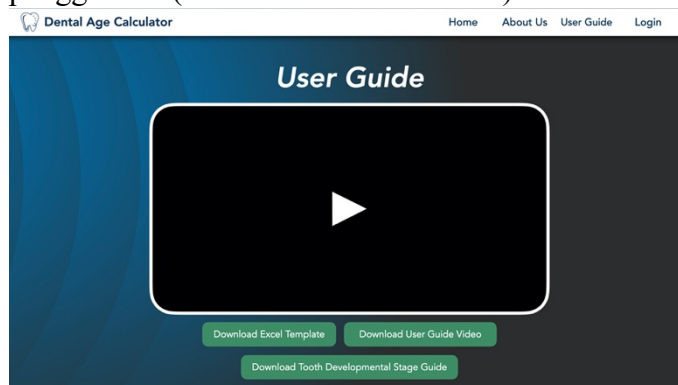 Dental Age Calculator Home About Us User Guide Login
User Guide
Download Excel Template Download User Guide Video
Download Tooth Developmental Stage Guide